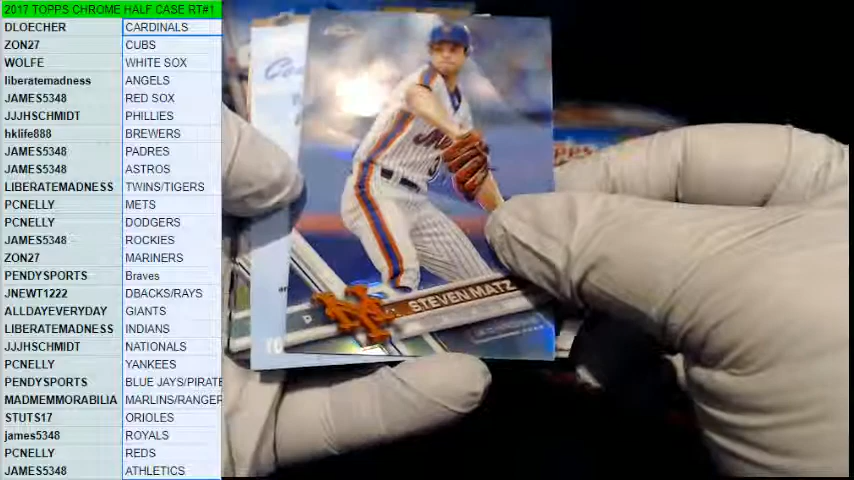 2017 TOPPS CHROME HALF CASE RT#1
DLOECHER CARDINALS
ZON27 CUBS
WOLFE WHITE SOX
liberatemadness ANGELS
JAMES5348 RED SOX
JJJHSCHMIDT PHILLIES
hklife888 BREWERS
JAMES5348 PADRES
JAMES5348 ASTROS
LIBERATEMADNESS TWINS/TIGERS
PCNELLY METS
PCNELLY DODGERS
JAMES5348 ROCKIES
ZON27 MARINERS
PENDYSPORTS Braves
JNEWT1222 DBACKS/RAYS
ALLDAYEVERYDAY GIANTS
LIBERATEMADNESS INDIANS
JJJHSCHMIDT NATIONALS
PCNELLY YANKEES
PENDYSPORTS BLUE JAYS/PIRATE
MADMEMMORABILIA MARLINS/RANGER
STUTS17 ORIOLES
james5348 ROYALS
PCNELLY REDS
JAMES5348 ATHLETICS
P STEVEN MATZ